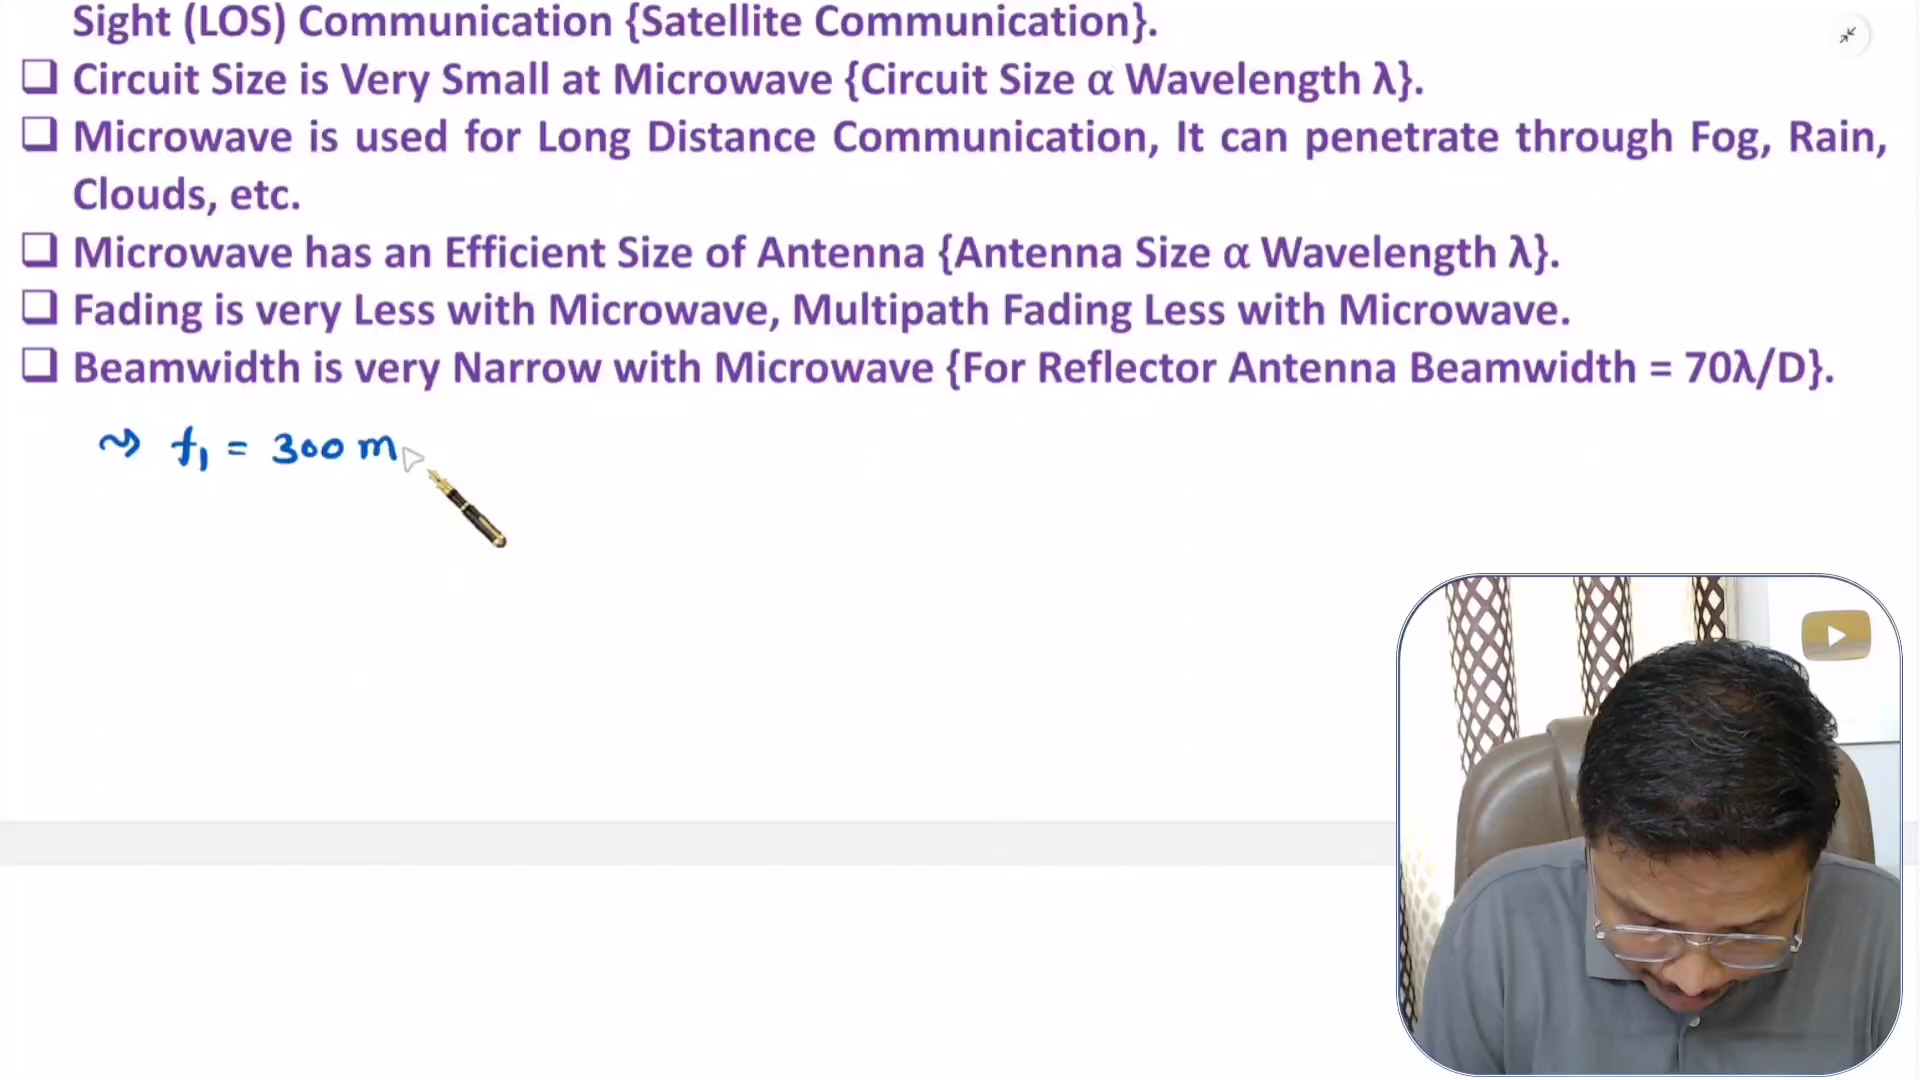 Sight (LOS) Communication {Satellite Communication}.
❑ Circuit Size is Very Small at Microwave {Circuit Size α Wavelength λ}.
❑ Microwave is used for Long Distance Communication, It can penetrate through Fog, Rain,
Clouds, etc.
❑ Microwave has an Efficient Size of Antenna {Antenna Size α Wavelength λ}.
❑ Fading is very Less with Microwave, Multipath Fading Less with Microwave.
❑ Beamwidth is very Narrow with Microwave {For Reflector Antenna Beamwidth = 70λ/D}.
⤳ f₁ = 300 m